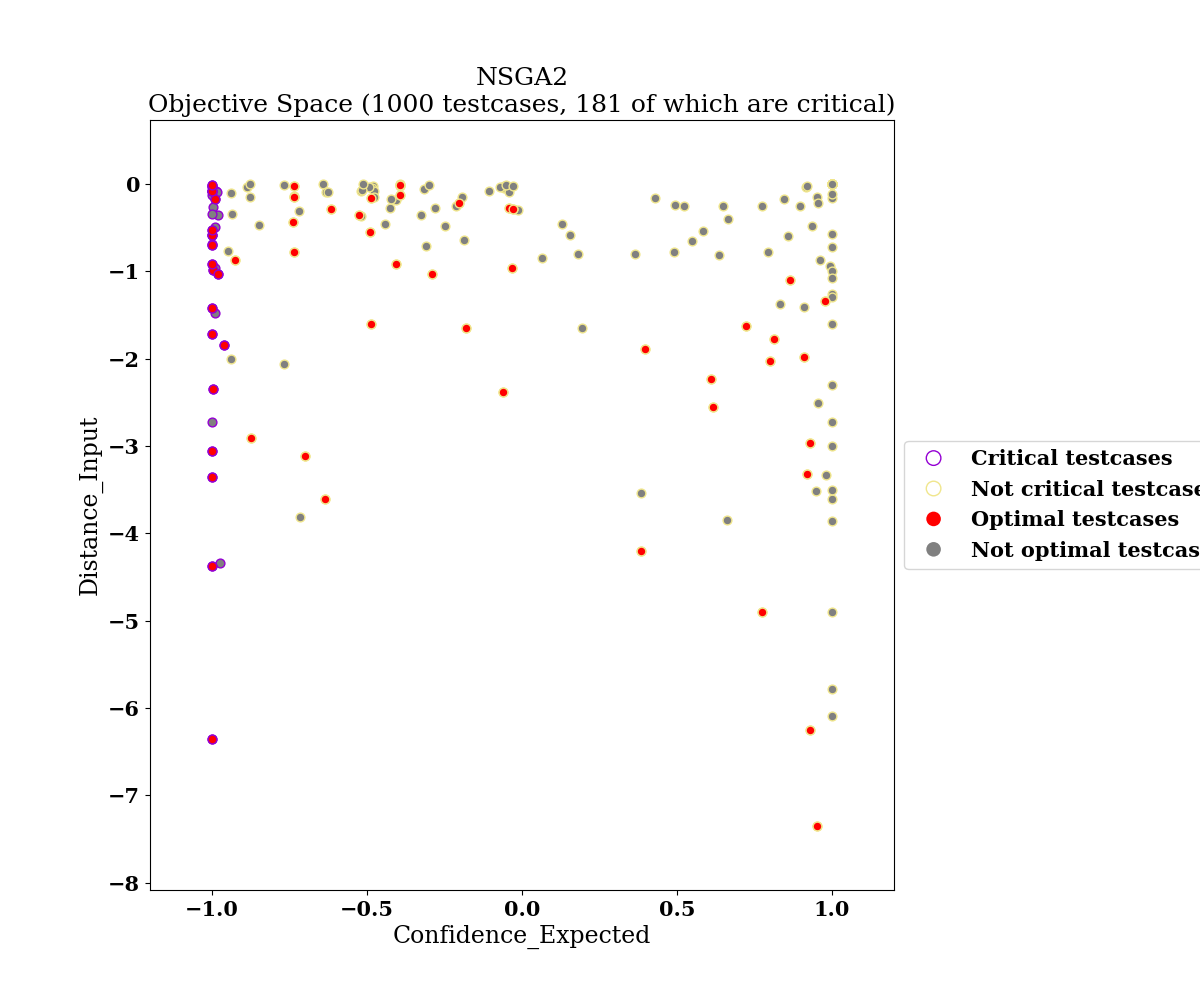 NSGA2
Objective Space (1000 testcases, 181 of which are critical)
0
−1
−2
−3
−4
−5
−6
−7
−8
Distance_Input
−1.0
−0.5
0.0
0.5
1.0
Confidence_Expected
Critical testcases
Not critical testcase
Optimal testcases
Not optimal testcas